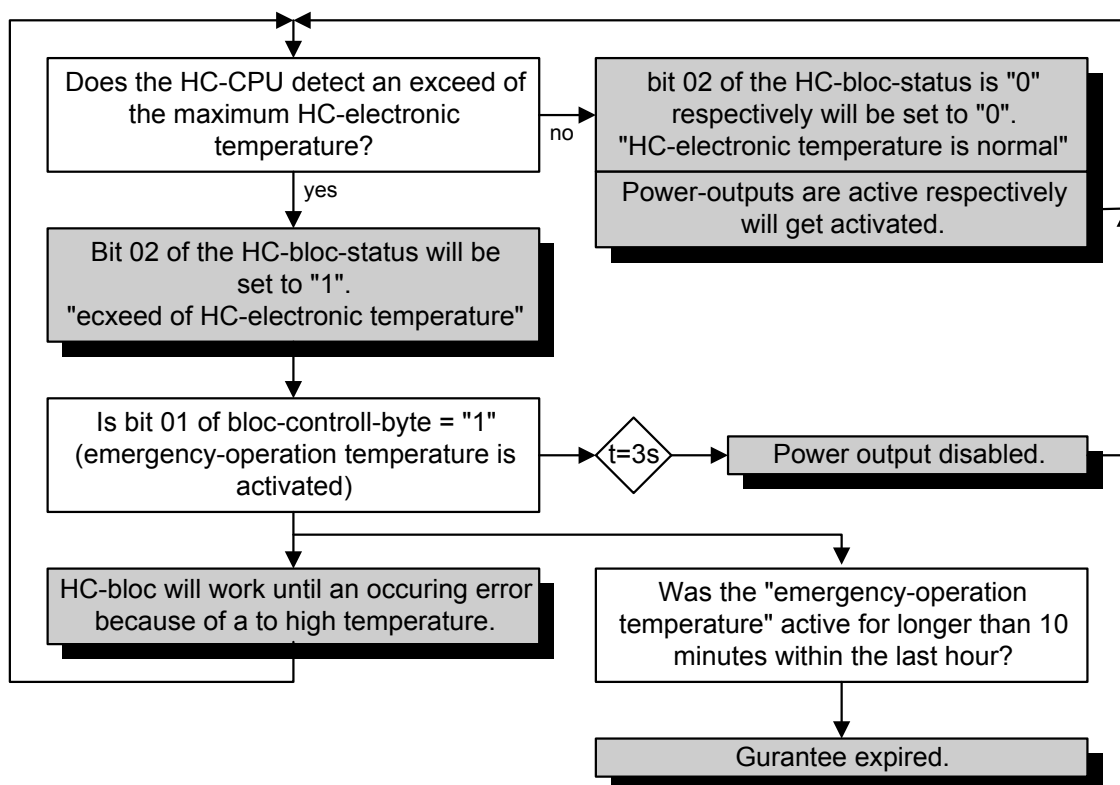 Does the HC-CPU detect an exceed of
the maximum HC-electronic
temperature?
no
bit 02 of the HC-bloc-status is "0"
respectively will be set to "0".
"HC-electronic temperature is normal"
Power-outputs are active respectively
will get activated.
yes
Bit 02 of the HC-bloc-status will be
set to "1".
"ecxeed of HC-electronic temperature"
Is bit 01 of bloc-controll-byte = "1"
(emergency-operation temperature is
activated)
t=3s
Power output disabled.
HC-bloc will work until an occuring error
because of a to high temperature.
Was the "emergency-operation
temperature" active for longer than 10
minutes within the last hour?
Gurantee expired.